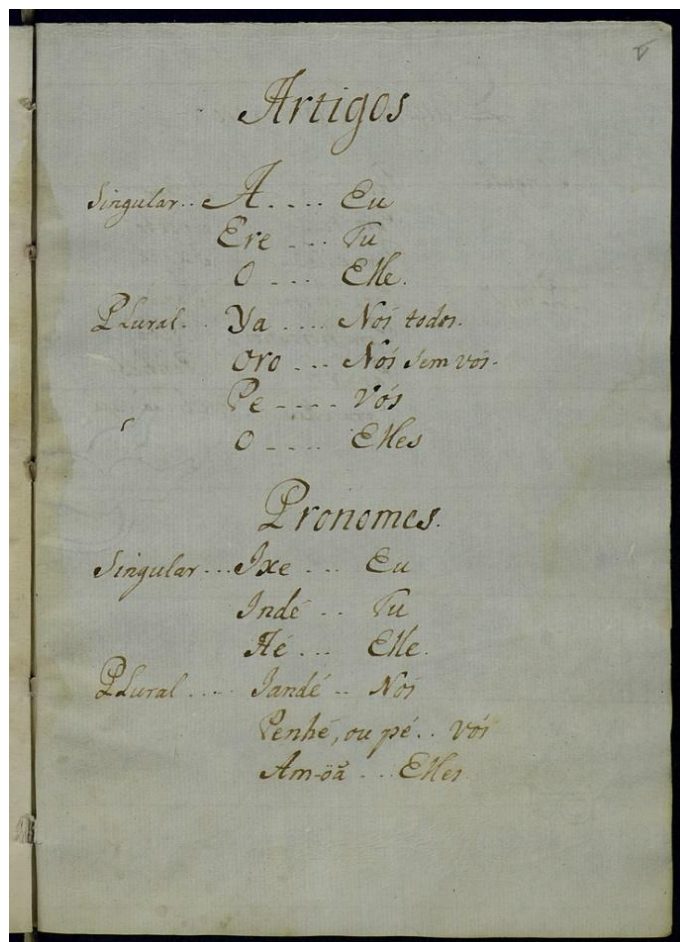 Artigos
Singular.. A .... Eu
Ere ... Tu
O ... Elle.
Plural.. Ya .... Nós todos.
Oro ... Nós sem vós.
Pe ---- Vós
O ---- Elles
Pronomes.
Singular... Ixe ... Eu
Indé .. Tu
Aé ... Elle.
Plural .... Jandé .. Nós
Penhé, ou pé .. Vós
Am-öã ... Elles.